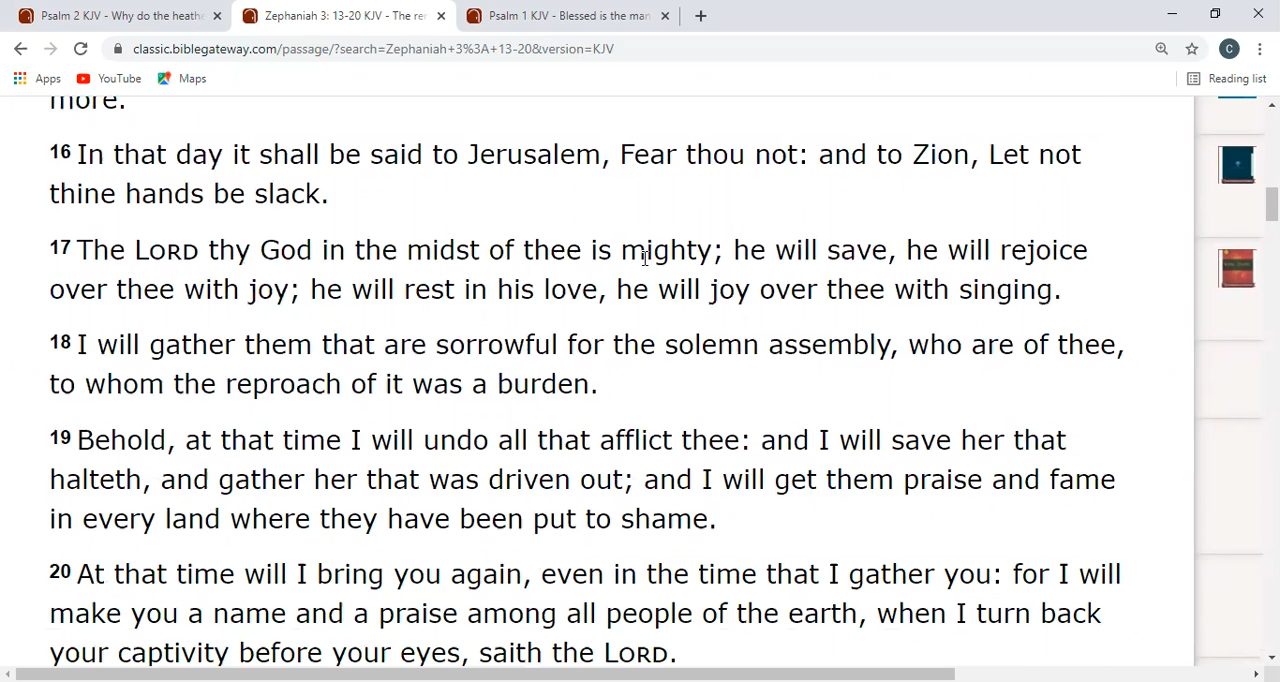 Psalm 2 KJV - Why do the heathe
Zephaniah 3: 13-20 KJV - The rem
Psalm 1 KJV - Blessed is the man
classic.biblegateway.com/passage/?search=Zephaniah+3%3A+13-20&version=KJV
C
Apps YouTube Maps Reading list
more.
16 In that day it shall be said to Jerusalem, Fear thou not: and to Zion, Let not
thine hands be slack.
17 The LORD thy God in the midst of thee is mighty; he will save, he will rejoice
over thee with joy; he will rest in his love, he will joy over thee with singing.
18 I will gather them that are sorrowful for the solemn assembly, who are of thee,
to whom the reproach of it was a burden.
19 Behold, at that time I will undo all that afflict thee: and I will save her that
halteth, and gather her that was driven out; and I will get them praise and fame
in every land where they have been put to shame.
20 At that time will I bring you again, even in the time that I gather you: for I will
make you a name and a praise among all people of the earth, when I turn back
your captivity before your eyes, saith the LORD.